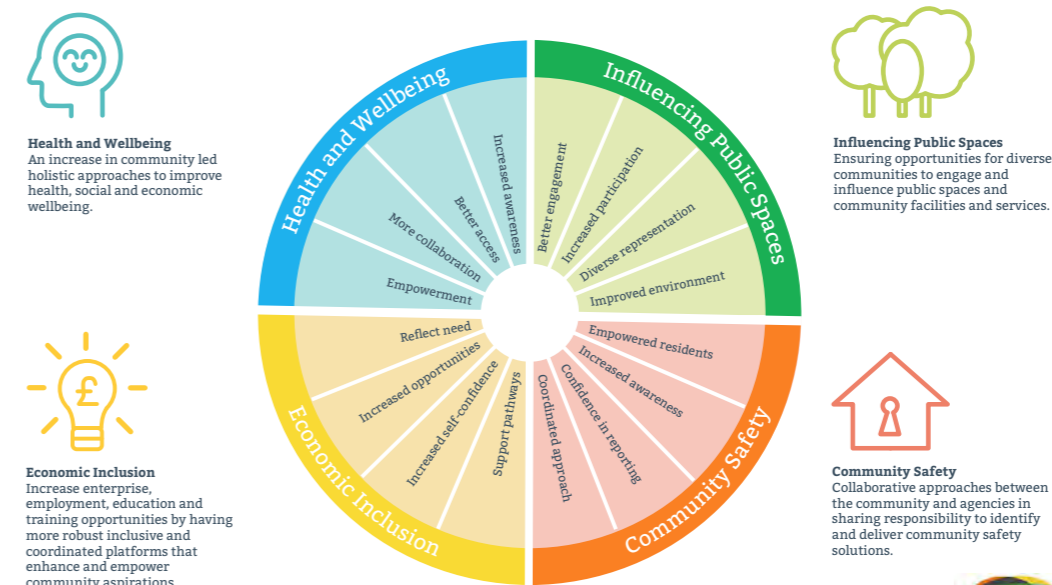 Health and Wellbeing
An increase in community led
holistic approaches to improve
health, social and economic
wellbeing.
Economic Inclusion
Increase enterprise,
employment, education and
training opportunities by having
more robust inclusive and
coordinated platforms that
enhance and empower
community aspirations
£
Health and Wellbeing
Empowerment
More collaboration
Better access
Increased awareness
Influencing Public Spaces
Better engagement
Increased participation
Diverse representation
Improved environment
Community Safety
Empowered residents
Increased awareness
Confidence in reporting
Coordinated approach
Economic Inclusion
Support pathways
Increased self-confidence
Increased opportunities
Reflect need
Influencing Public Spaces
Ensuring opportunities for diverse
communities to engage and
influence public spaces and
community facilities and services.
Community Safety
Collaborative approaches between
the community and agencies in
sharing responsibility to identify
and deliver community safety
solutions.